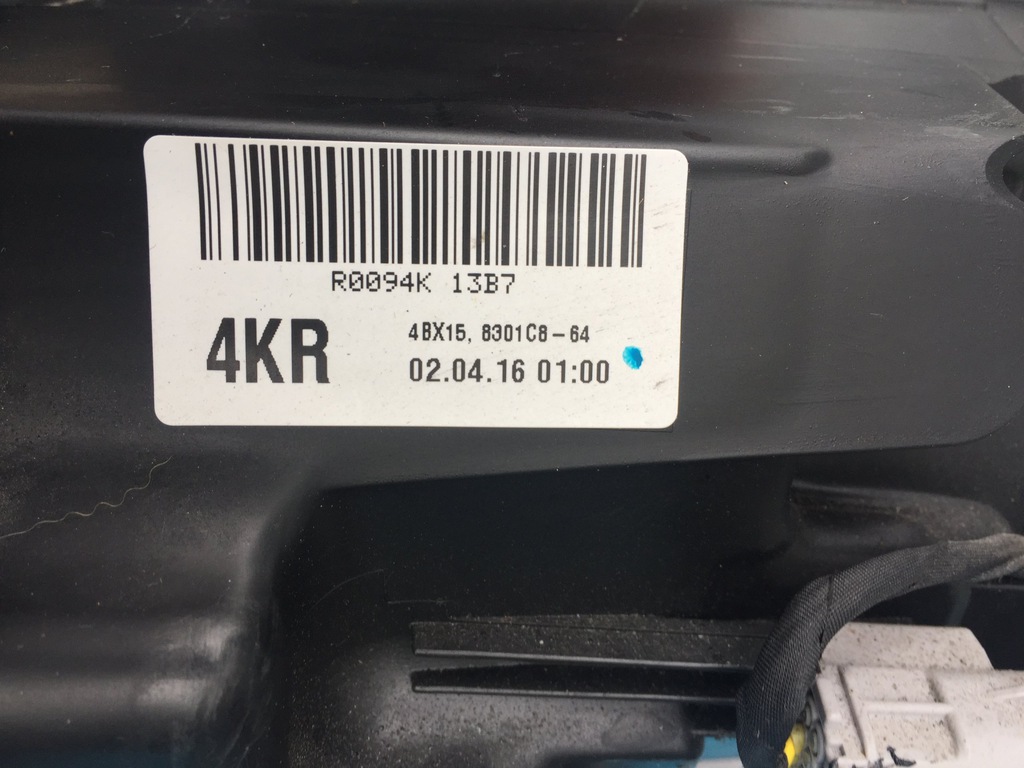 R0094K 13B7
4KR
4BX15, 8301C8-64
02.04.16 01:00